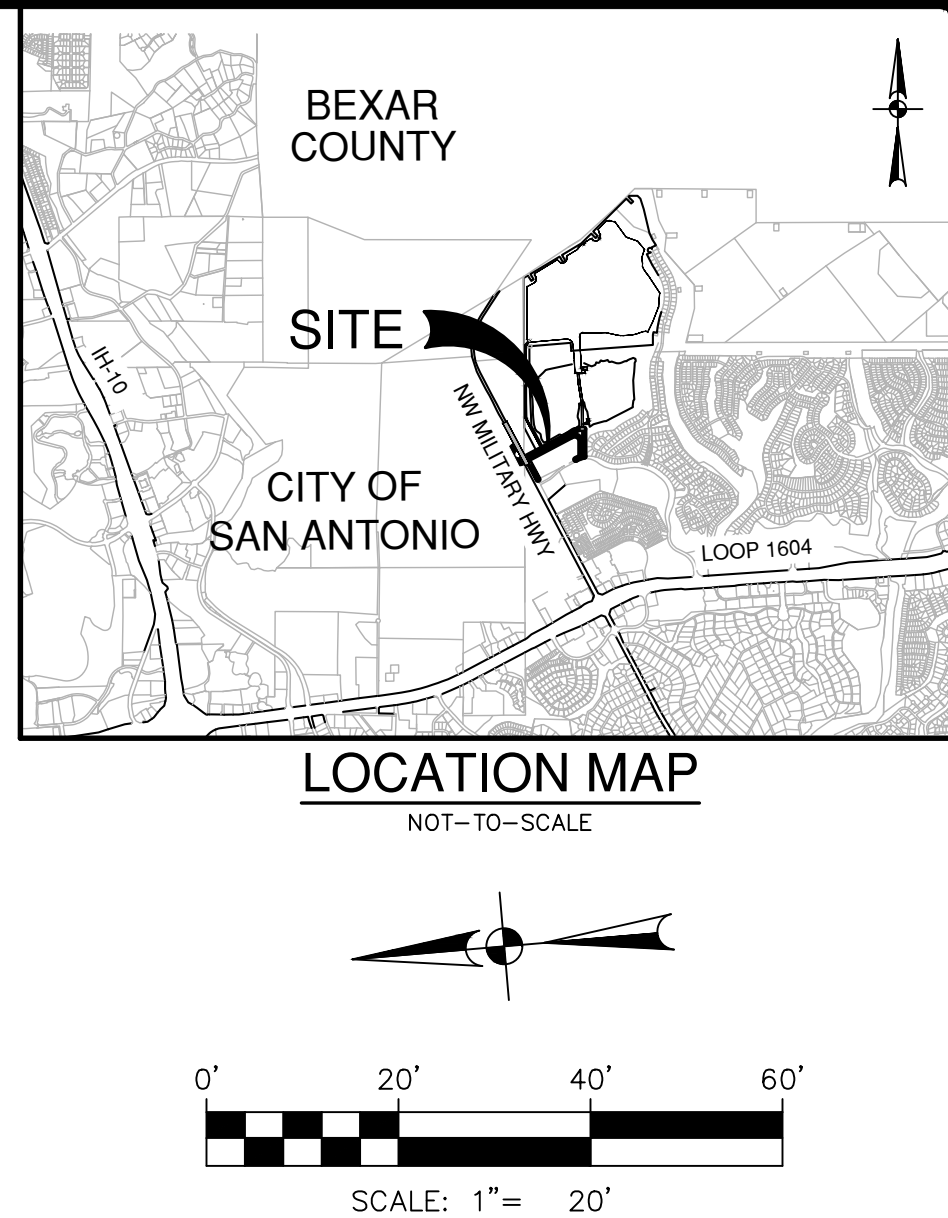 BEXAR
COUNTY
SITE
IH-10
NW MILITARY HWY
CITY OF
SAN ANTONIO
LOOP 1604
LOCATION MAP
NOT-TO-SCALE
0' 20' 40' 60'
SCALE: 1"= 20'